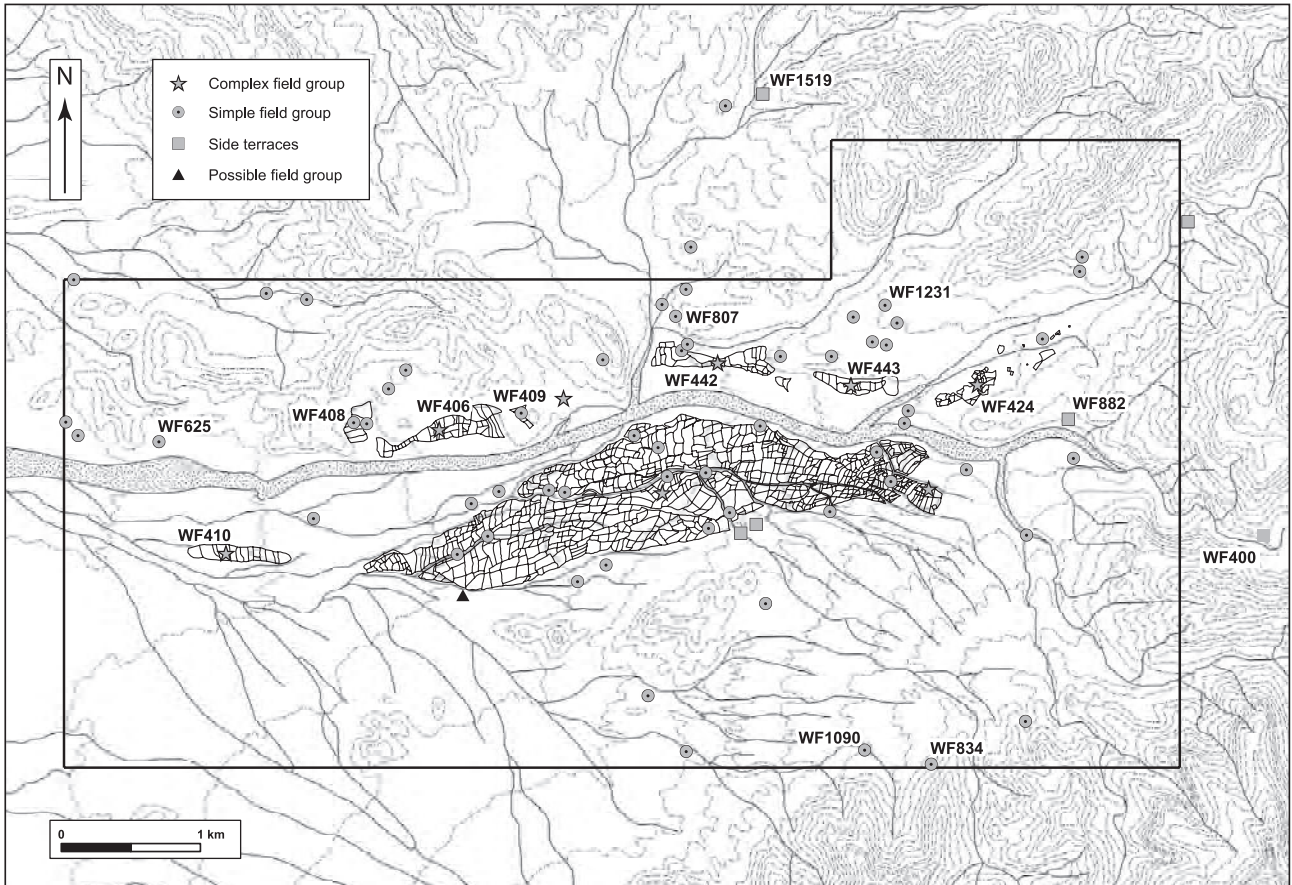 N
Complex field group
Simple field group
Side terraces
Possible field group
WF1519
WF1231
WF807
WF442
WF443
WF424
WF882
WF409
WF406
WF408
WF625
WF410
WF400
WF1090
WF834
0 1 km